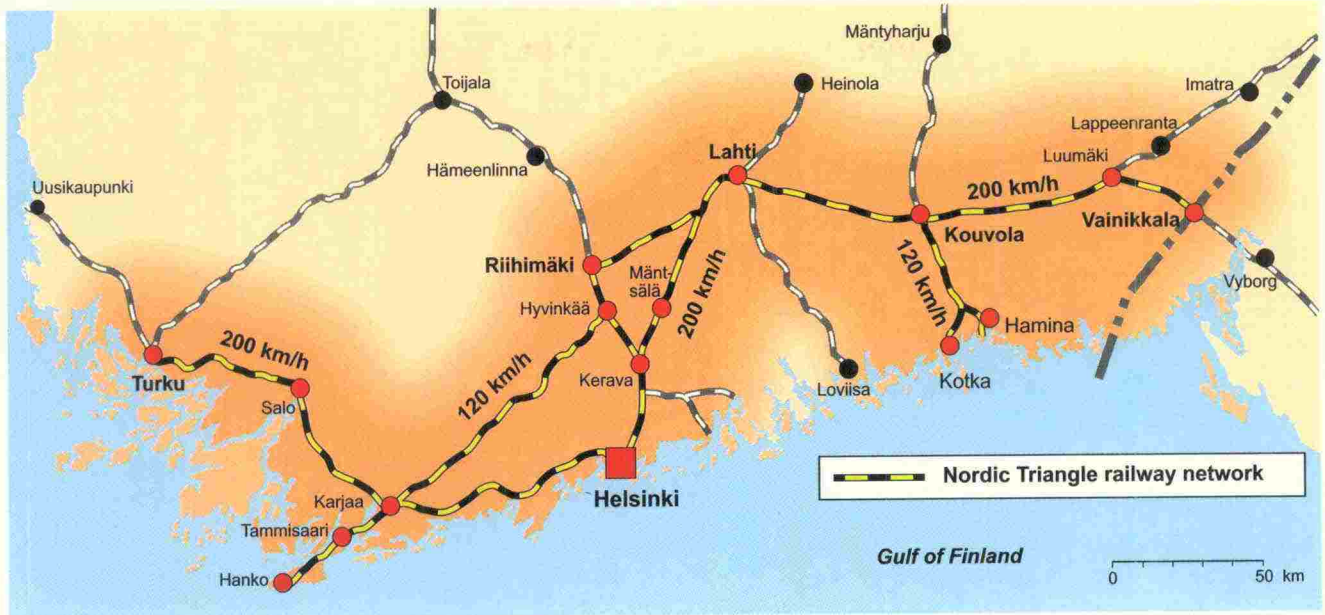 Mäntyharju
Toijala
Heinola
Imatra
Lappeenranta
Hämeenlinna
Lahti
Luumäki
Uusikaupunki
200 km/h
Vainikkala
Kouvola
Riihimäki
Mänt-
sälä
Hyvinkää
200 km/h
120 km/h
Vyborg
Hamina
200 km/h
Turku
120 km/h
Kerava
Loviisa
Kotka
Salo
Nordic Triangle railway network
Helsinki
Karjaa
Tammisaari
Gulf of Finland
Hanko
0 50 km